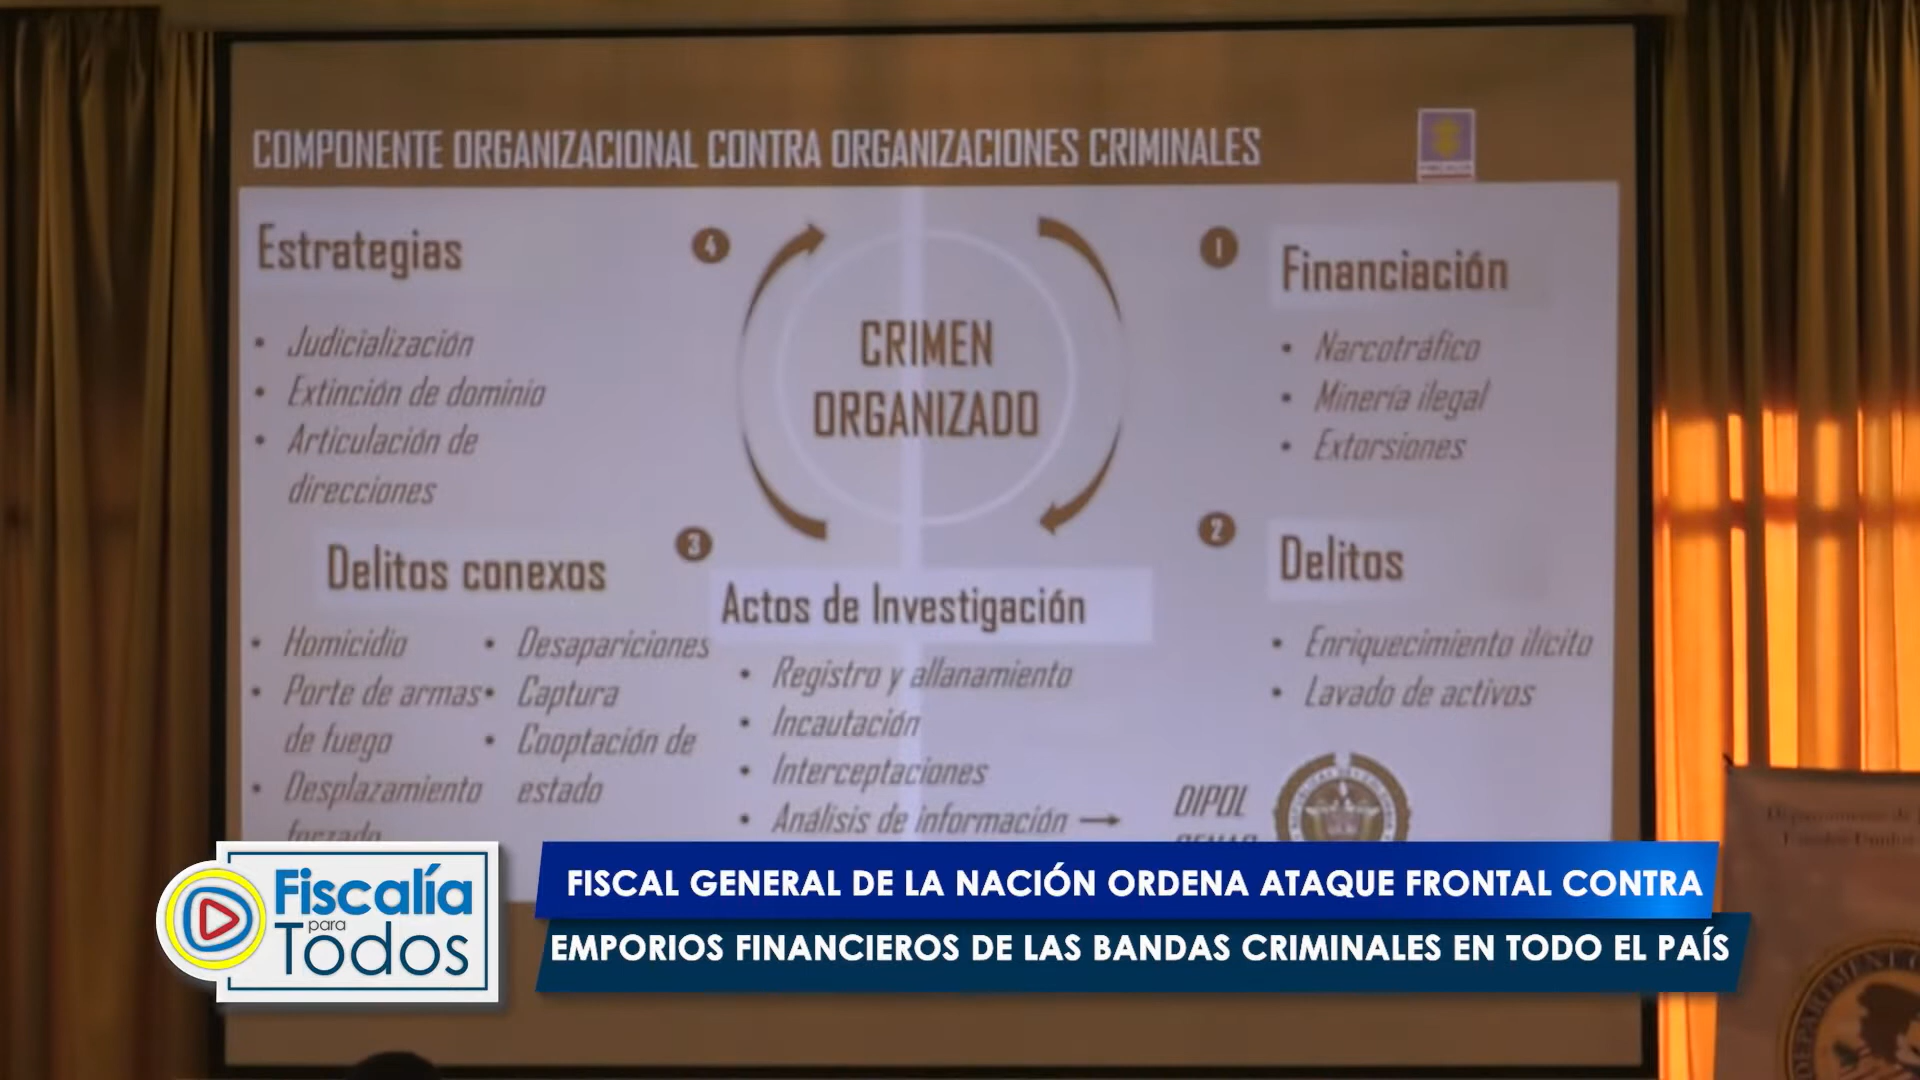 COMPONENTE ORGANIZACIONAL CONTRA ORGANIZACIONES CRIMINALES
Estrategias
• Judicialización
• Extinción de dominio
• Articulación de
direcciones
4
CRIMEN
ORGANIZADO
1
Financiación
• Narcotráfico
• Minería ilegal
• Extorsiones
2
Delitos
• Enriquecimiento ilícito
• Lavado de activos
3
Delitos conexos
• Homicidio
• Porte de armas
de fuego
• Desplazamiento
forzado
• Desapariciones
• Captura
• Cooptación de
estado
Actos de Investigación
• Registro y allanamiento
• Incautación
• Interceptaciones
• Análisis de información →
DIPOL
Fiscalía
para
Todos
FISCAL GENERAL DE LA NACIÓN ORDENA ATAQUE FRONTAL CONTRA
EMPORIOS FINANCIEROS DE LAS BANDAS CRIMINALES EN TODO EL PAÍS